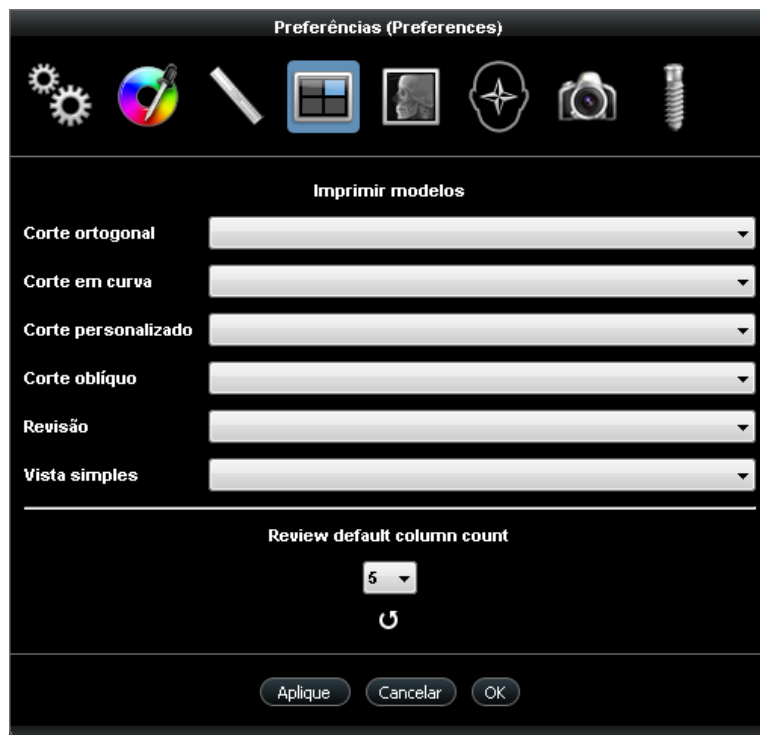 Preferências (Preferences)
Imprimir modelos
Corte ortogonal
Corte em curva
Corte personalizado
Corte oblíquo
Revisão
Vista simples
Review default column count
5
Aplique Cancelar OK